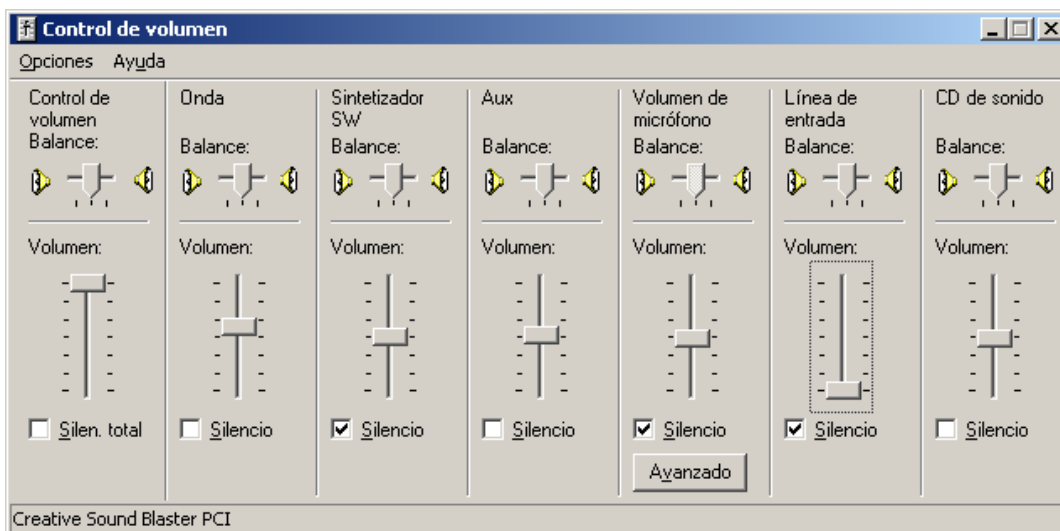 Control de volumen
Opciones Ayuda
Control de
volumen
Balance:
Volumen:
Silen. total
Onda
Balance:
Volumen:
Silencio
Sintetizador
SW
Balance:
Volumen:
Silencio
Aux
Balance:
Volumen:
Silencio
Volumen de
micrófono
Balance:
Volumen:
Silencio
Avanzado
Línea de
entrada
Balance:
Volumen:
Silencio
CD de sonido
Balance:
Volumen:
Silencio
Creative Sound Blaster PCI